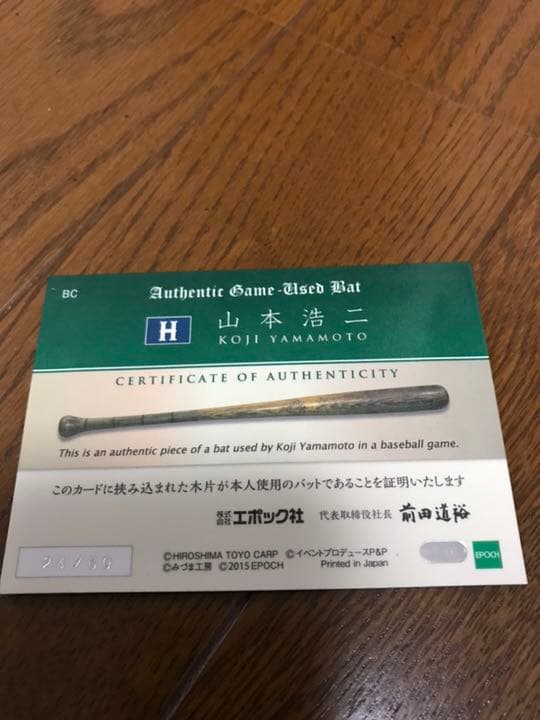 BC
Authentic Game-Used Bat
H
山本浩二
KOJI YAMAMOTO
CERTIFICATE OF AUTHENTICITY
This is an authentic piece of a bat used by Koji Yamamoto in a baseball game.
このカードに挟み込まれた木片が本人使用のバットであることを証明いたします
株式会社 エポック社 代表取締役社長 前田道裕
©HIROSHIMA TOYO CARP ©イベントプロデュースP&P
©みづま工房 ©2015 EPOCH Printed in Japan
EPOCH